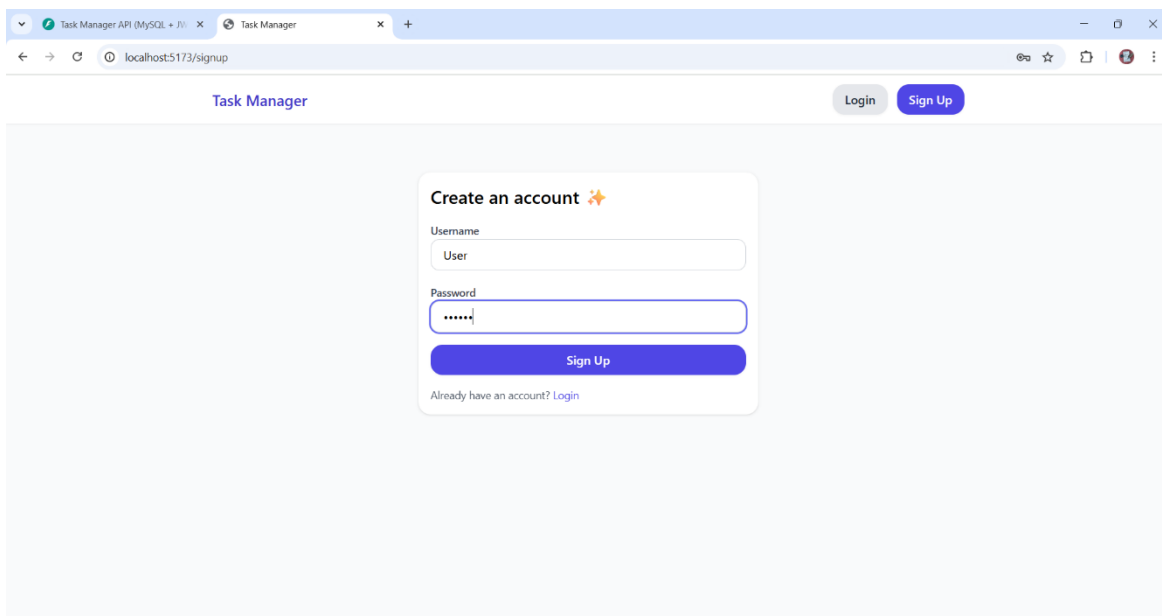 Task Manager API (MySQL + JW
Task Manager
localhost:5173/signup
Task Manager
Login
Sign Up
Create an account ✨
Username
User
Password
••••••
Sign Up
Already have an account? Login